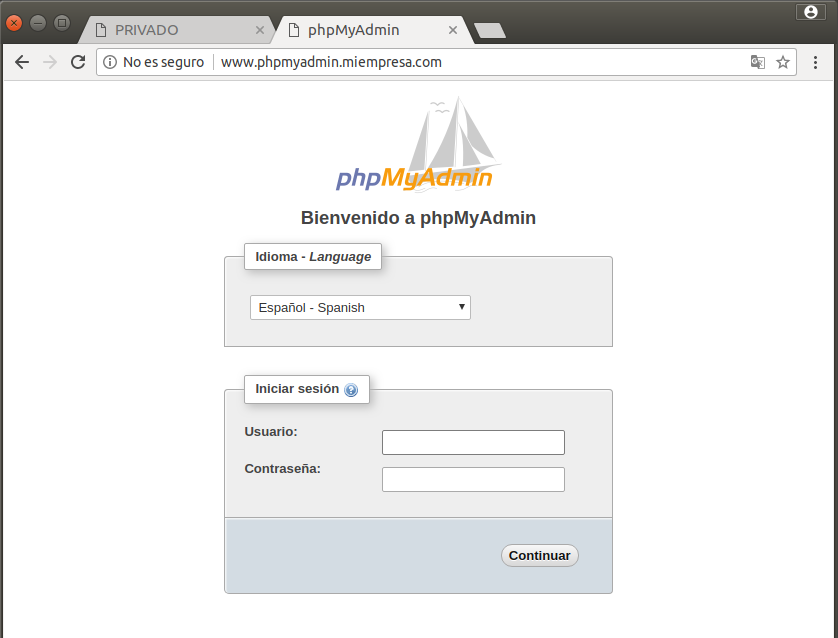 PRIVADO
phpMyAdmin
No es seguro
www.phpmyadmin.miempresa.com
phpMyAdmin
Bienvenido a phpMyAdmin
Idioma - Language
Español - Spanish
Iniciar sesión
Usuario:
Contraseña:
Continuar